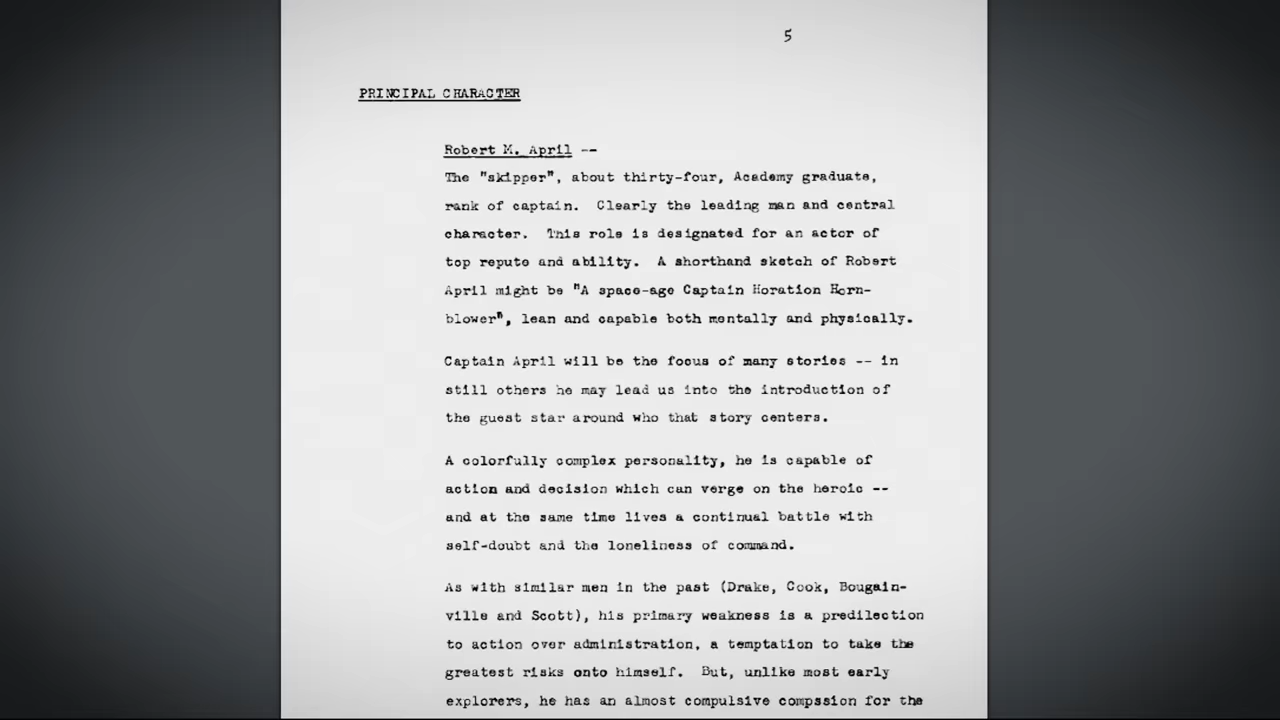 5
PRINCIPAL CHARACTER
Robert M. April --
The "skipper", about thirty-four, Academy graduate,
rank of captain. Clearly the leading man and central
character. This role is designated for an actor of
top repute and ability. A shorthand sketch of Robert
April might be "A space-age Captain Horation Horn-
blower", lean and capable both mentally and physically.
Captain April will be the focus of many stories -- in
still others he may lead us into the introduction of
the guest star around who that story centers.
A colorfully complex personality, he is capable of
action and decision which can verge on the heroic --
and at the same time lives a continual battle with
self-doubt and the loneliness of command.
As with similar men in the past (Drake, Cook, Bougain-
ville and Scott), his primary weakness is a predilection
to action over administration, a temptation to take the
greatest risks onto himself. But, unlike most early
explorers, he has an almost compulsive compssion for the